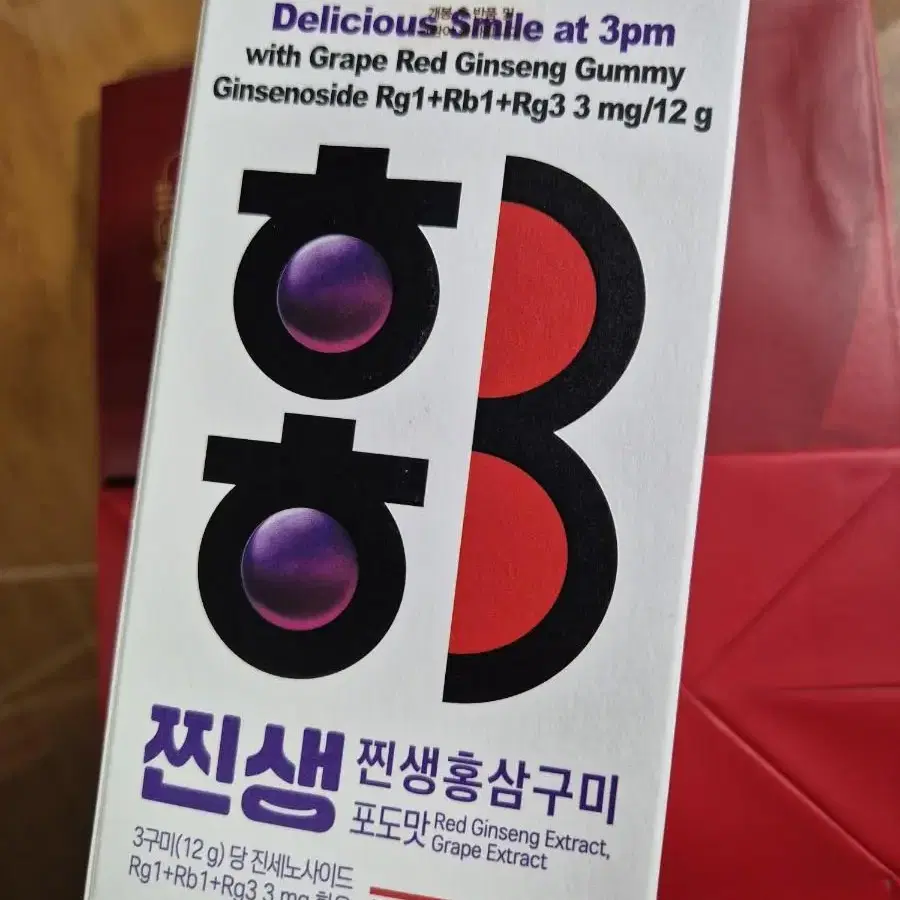 Delicious Smile at 3pm
with Grape Red Ginseng Gummy
Ginsenoside Rg1+Rb1+Rg3 3 mg/12 g
ㅎㅎ3
찐생 찐생홍삼구미
포도맛 Red Ginseng Extract,
Grape Extract
3구미(12 g) 당 진세노사이드
Rg1+Rb1+Rg3 3 mg